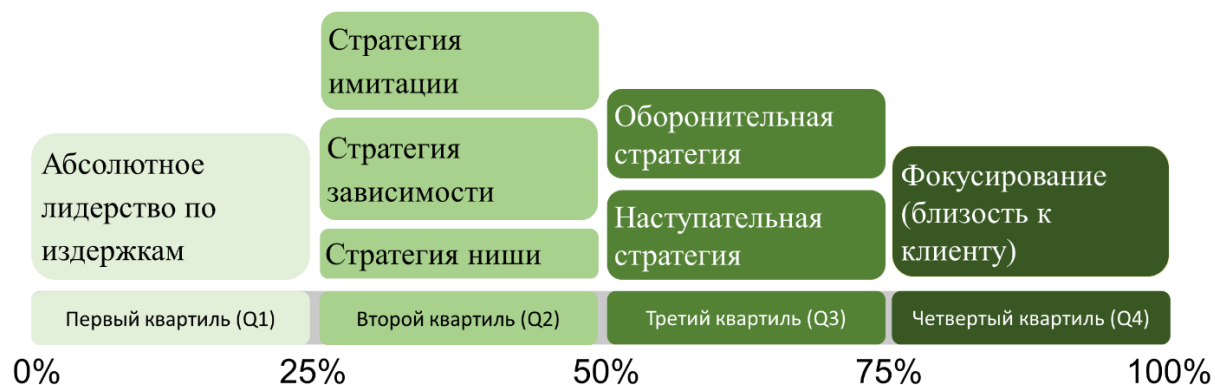 Абсолютное
лидерство по
издержкам
Стратегия
имитации
Стратегия
зависимости
Стратегия ниши
Оборонительная
стратегия
Наступательная
стратегия
Фокусирование
(близость к
клиенту)
Первый квартиль (Q1)
Второй квартиль (Q2)
Третий квартиль (Q3)
Четвертый квартиль (Q4)
0%
25%
50%
75%
100%